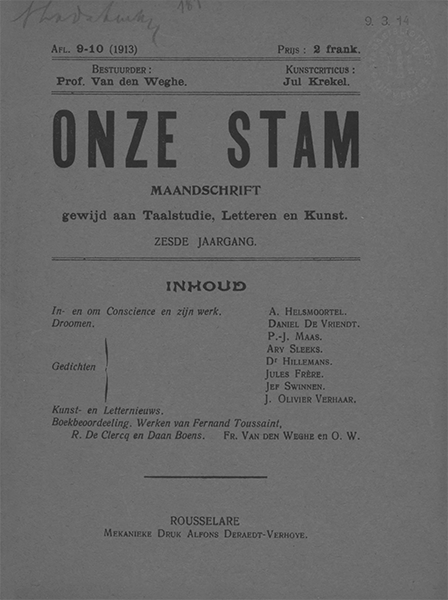 9. 3. 14
Afl. 9-10 (1913) Prijs : 2 frank.
Bestuurder : Kunstcriticus :
Prof. Van den Weghe. Jul Krekel.
ONZE STAM
MAANDSCHRIFT
gewijd aan Taalstudie, Letteren en Kunst.
ZESDE JAARGANG.
INHOUD
In- en om Conscience en zijn werk. A. Helsmoortel.
Droomen. Daniel De Vriendt.
P.-J. Maas.
Ary Sleeks.
Gedichten Dr Hillemans.
Jules Frère.
Jef Swinnen.
J. Olivier Verhaar.
Kunst- en Letternieuws.
Boekbeoordeeling. Werken van Fernand Toussaint,
R. De Clercq en Daan Boens. Fr. Van den Weghe en O. W.
ROUSSELARE
Mekanieke Druk Alfons Deraedt-Verhoye.